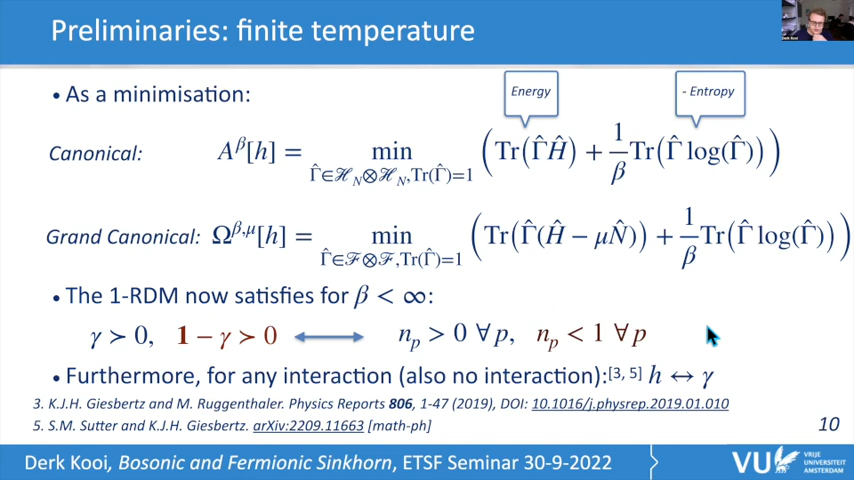 Preliminaries: finite temperature
Derk Kooi
• As a minimisation:
Energy
- Entropy
Canonical: A^β[h] = min_{Γ̂∈ℋ_N⊗ℋ_N, Tr(Γ̂)=1} (Tr(Γ̂Ĥ) + 1/β Tr(Γ̂ log(Γ̂)))
Grand Canonical: Ω^{β,μ}[h] = min_{Γ̂∈ℱ⊗ℱ, Tr(Γ̂)=1} (Tr(Γ̂(Ĥ − μN̂)) + 1/β Tr(Γ̂ log(Γ̂)))
• The 1-RDM now satisfies for β < ∞:
γ ≻ 0, 1 − γ ≻ 0 ⟷ n_p > 0 ∀ p, n_p < 1 ∀ p
• Furthermore, for any interaction (also no interaction):[3, 5] h ↔ γ
3. K.J.H. Giesbertz and M. Ruggenthaler. Physics Reports 806, 1-47 (2019), DOI: 10.1016/j.physrep.2019.01.010
5. S.M. Sutter and K.J.H. Giesbertz. arXiv:2209.11663 [math-ph]
10
Derk Kooi, Bosonic and Fermionic Sinkhorn, ETSF Seminar 30-9-2022
VU
VRIJE
UNIVERSITEIT
AMSTERDAM